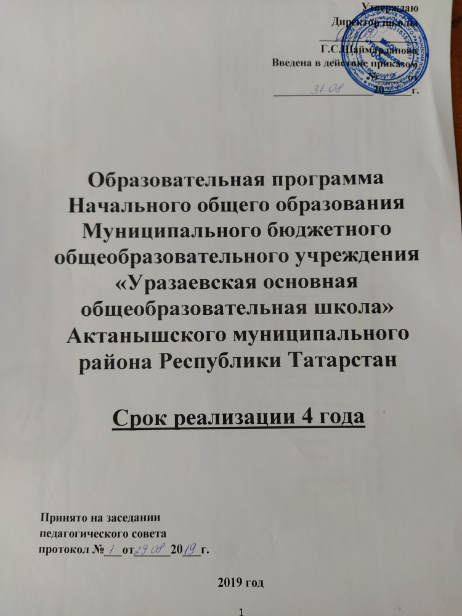 Утверждаю
Директор школы
Г.С.Шаймарданова
Введена в действие приказом
№ от
31.08 20 г.
Образовательная программа
Начального общего образования
Муниципального бюджетного
общеобразовательного учреждения
«Уразаевская основная
общеобразовательная школа»
Актанышского муниципального
района Республики Татарстан
Срок реализации 4 года
Принято на заседании
педагогического совета
протокол № 1 от 29.08 2019 г.
2019 год
1